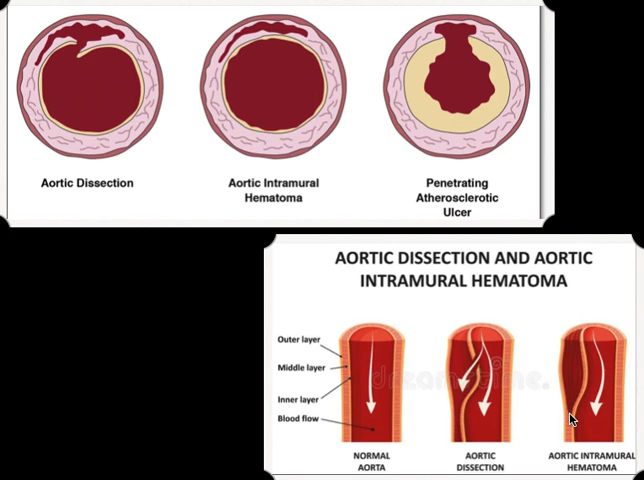 Aortic Dissection
Aortic Intramural
Hematoma
Penetrating
Atherosclerotic
Ulcer
AORTIC DISSECTION AND AORTIC
INTRAMURAL HEMATOMA
Outer layer
Middle layer
Inner layer
Blood flow
dreamstime.
NORMAL
AORTA
AORTIC
DISSECTION
AORTIC INTRAMURAL
HEMATOMA